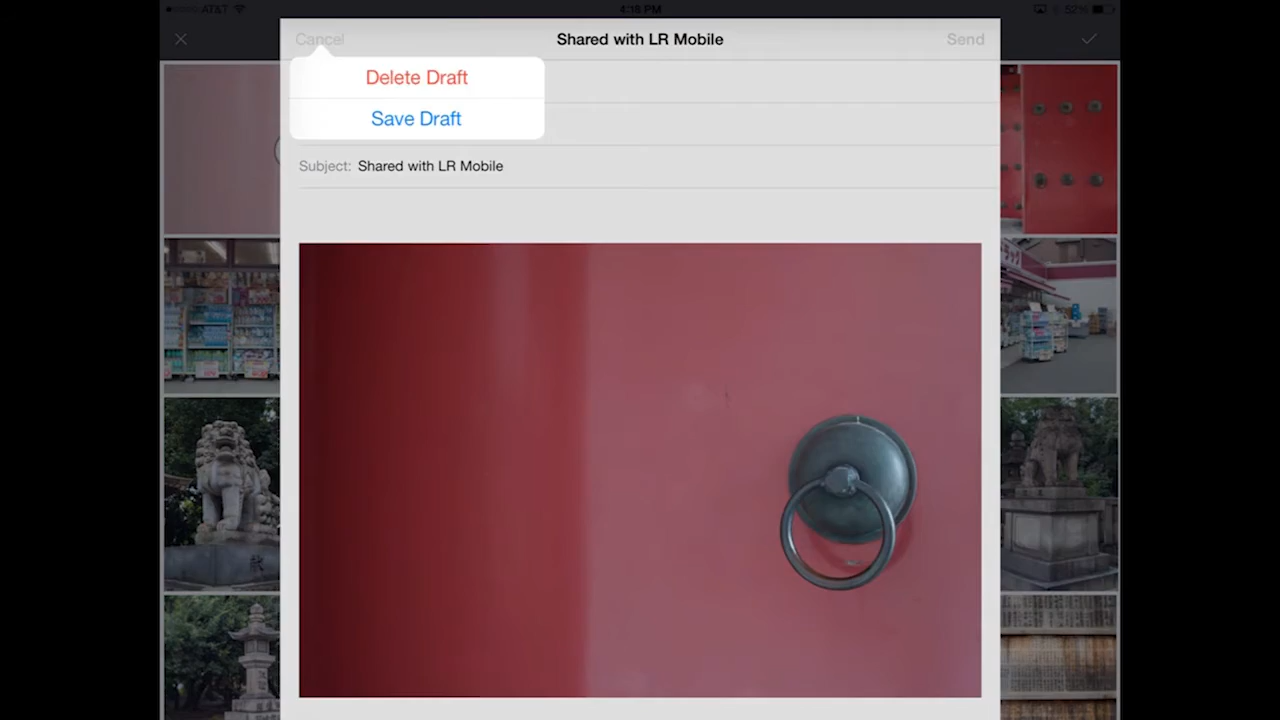 AT&T 4:16 PM 52%
Cancel Shared with LR Mobile Send
Delete Draft
Save Draft
Subject: Shared with LR Mobile